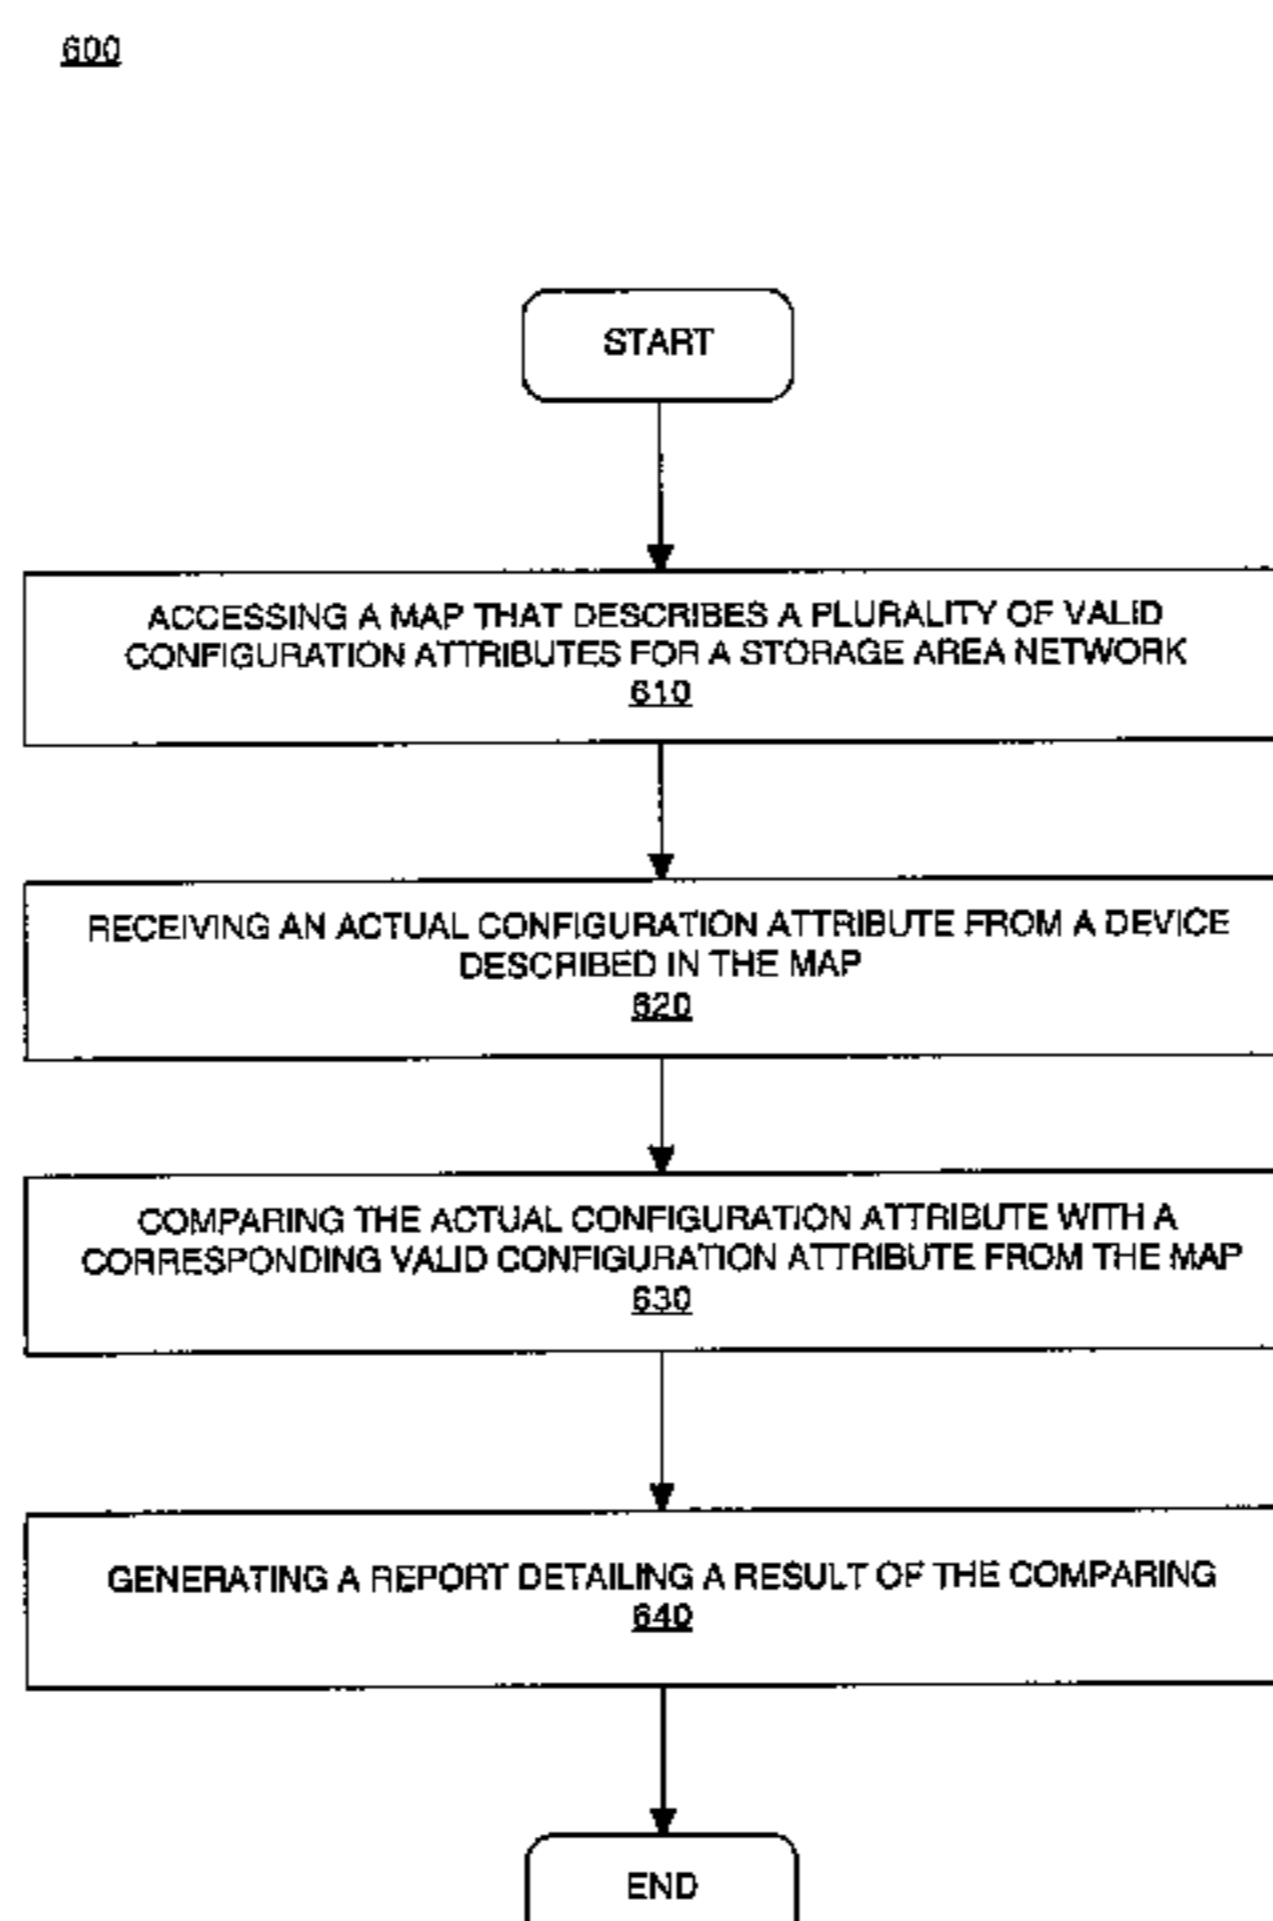 600
START
ACCESSING A MAP THAT DESCRIBES A PLURALITY OF VALID
CONFIGURATION ATTRIBUTES FOR A STORAGE AREA NETWORK
610
RECEIVING AN ACTUAL CONFIGURATION ATTRIBUTE FROM A DEVICE
DESCRIBED IN THE MAP
620
COMPARING THE ACTUAL CONFIGURATION ATTRIBUTE WITH A
CORRESPONDING VALID CONFIGURATION ATTRIBUTE FROM THE MAP
630
GENERATING A REPORT DETAILING A RESULT OF THE COMPARING
640
END